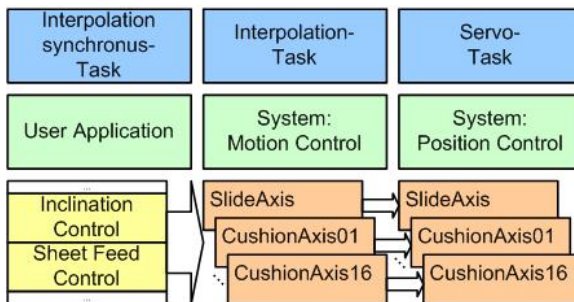 Interpolation
synchronus-
Task
Interpolation-
Task
Servo-
Task
User Application
System:
Motion Control
System:
Position Control
...
Inclination
Control
Sheet Feed
Control
...
SlideAxis
CushionAxis01
CushionAxis16
SlideAxis
CushionAxis01
CushionAxis16